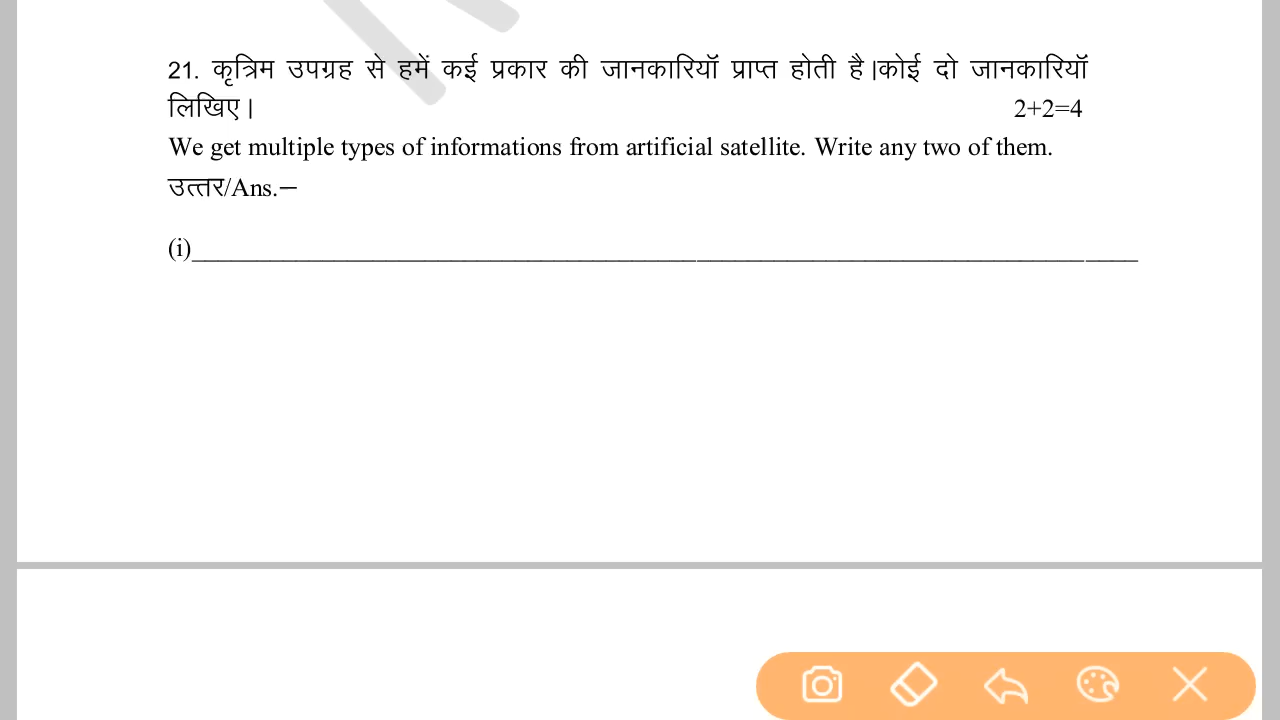 21. कृत्रिम उपग्रह से हमें कई प्रकार की जानकारियॉ प्राप्त होती है।कोई दो जानकारियॉ
लिखिए। 2+2=4
We get multiple types of informations from artificial satellite. Write any two of them.
उत्तर/Ans.–
(i)___________________________________________________________________________